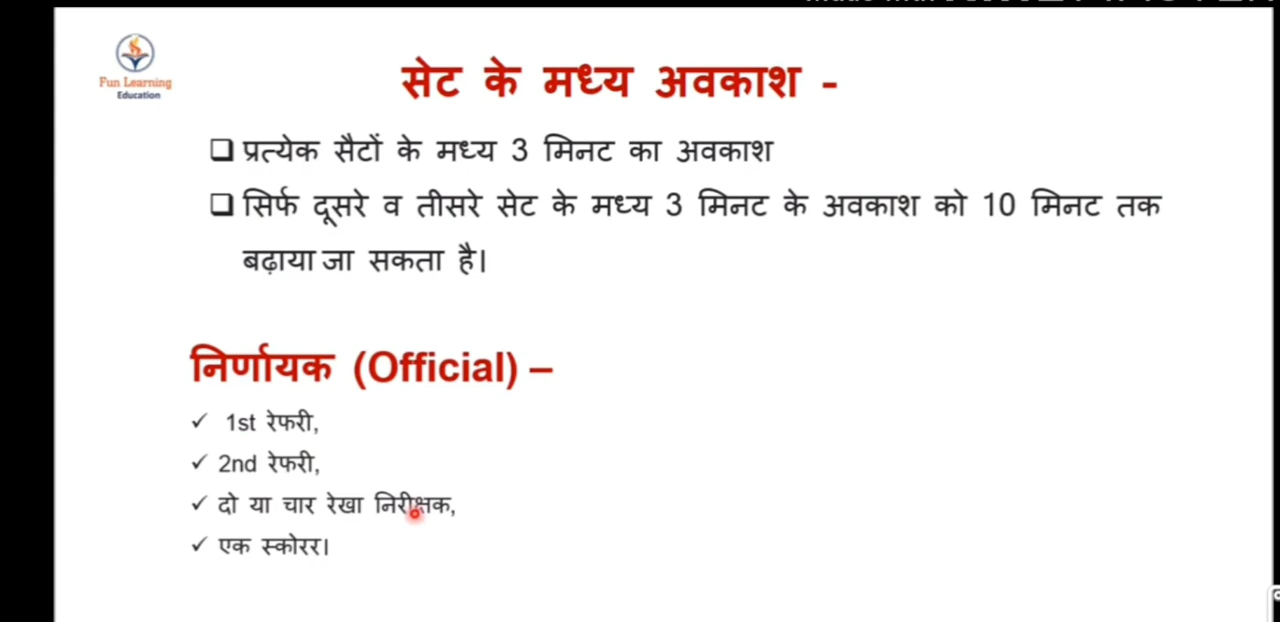 Fun Learning
Education
सेट के मध्य अवकाश -
प्रत्येक सैटों के मध्य 3 मिनट का अवकाश
सिर्फ दूसरे व तीसरे सेट के मध्य 3 मिनट के अवकाश को 10 मिनट तक
बढ़ाया जा सकता है।
निर्णायक (Official) –
✓ 1st रेफरी,
✓ 2nd रेफरी,
✓ दो या चार रेखा निरीक्षक,
✓ एक स्कोरर।